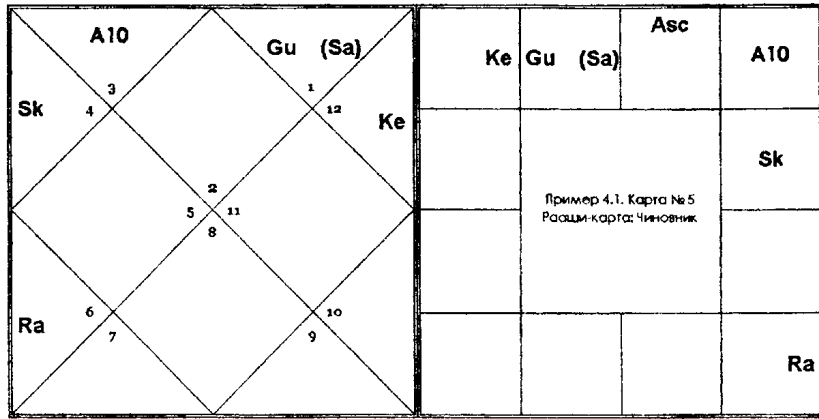 A10
Gu (Sa)
3
1
Sk
4
12
Ke
2
5
11
8
Ra
6
10
7
9
Asc
Ke
Gu (Sa)
A10
Sk
Пример 4.1. Карта № 5
Раащи-карта: Чиновник
Ra